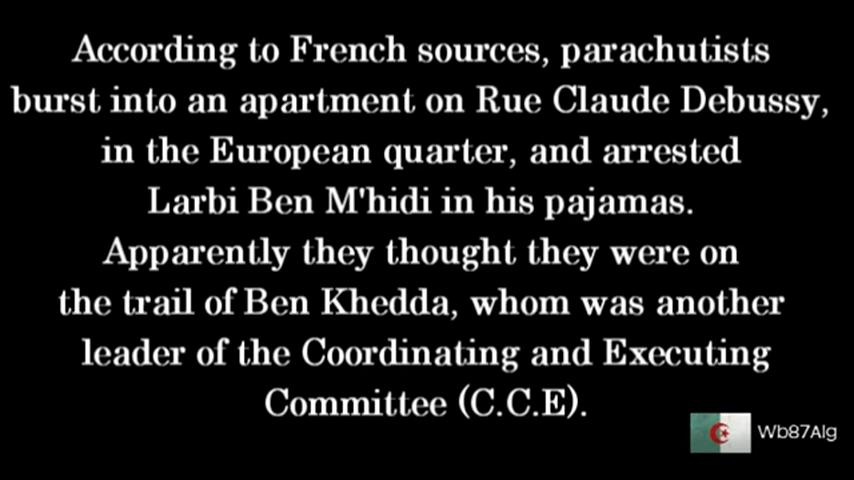 According to French sources, parachutists
burst into an apartment on Rue Claude Debussy,
in the European quarter, and arrested
Larbi Ben M'hidi in his pajamas.
Apparently they thought they were on
the trail of Ben Khedda, whom was another
leader of the Coordinating and Executing
Committee (C.C.E).
Wb87Alg